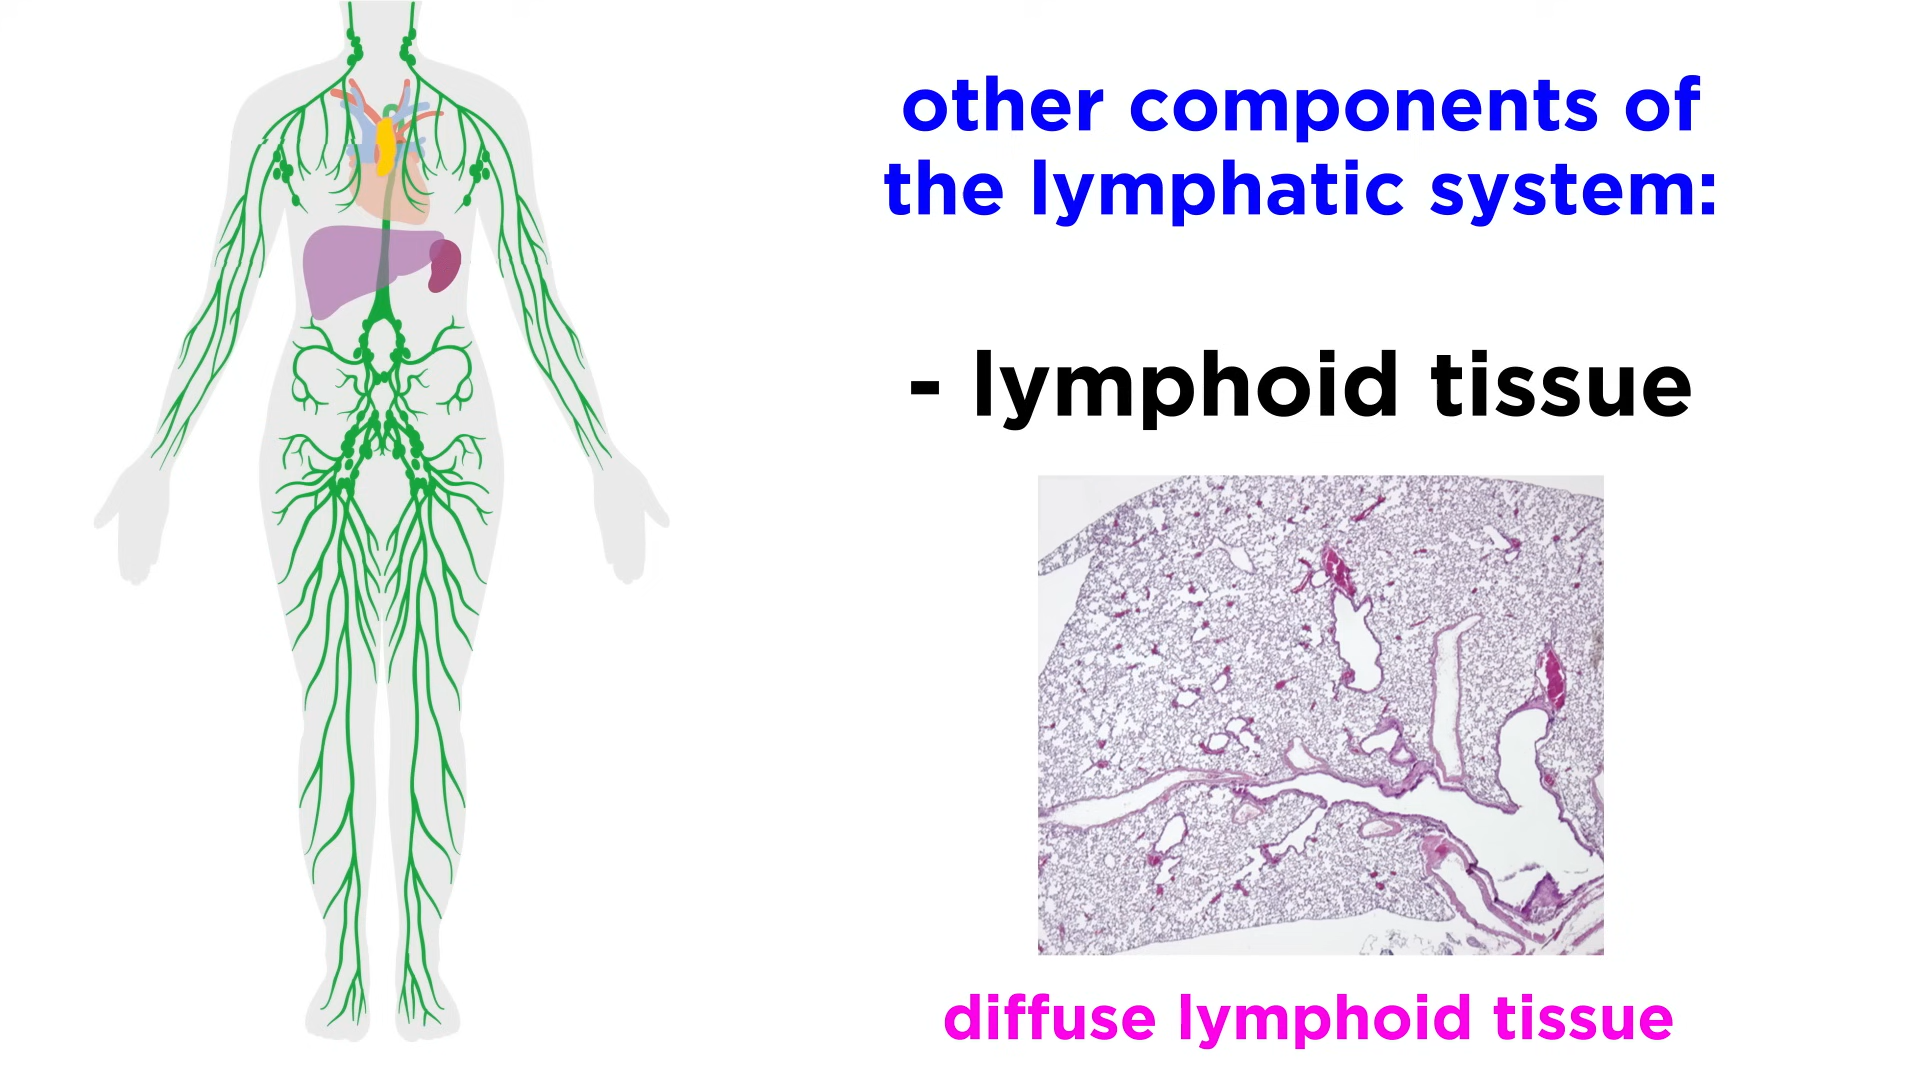 other components of
the lymphatic system:
- lymphoid tissue
diffuse lymphoid tissue